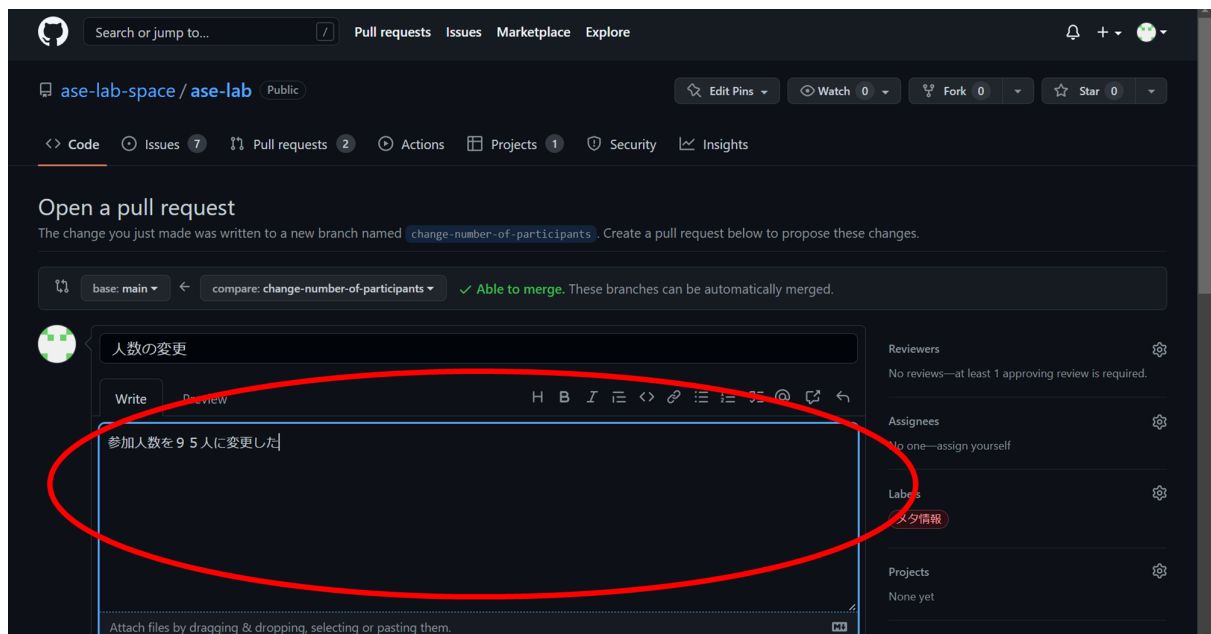 Search or jump to... / Pull requests Issues Marketplace Explore
ase-lab-space / ase-lab Public Edit Pins Watch 0 Fork 0 Star 0
Code Issues 7 Pull requests 2 Actions Projects 1 Security Insights
Open a pull request
The change you just made was written to a new branch named change-number-of-participants. Create a pull request below to propose these changes.
base: main compare: change-number-of-participants Able to merge. These branches can be automatically merged.
人数の変更
Write Preview
参加人数を９５人に変更した
Attach files by dragging & dropping, selecting or pasting them.
Reviewers
No reviews—at least 1 approving review is required.
Assignees
No one—assign yourself
Labels
メタ情報
Projects
None yet